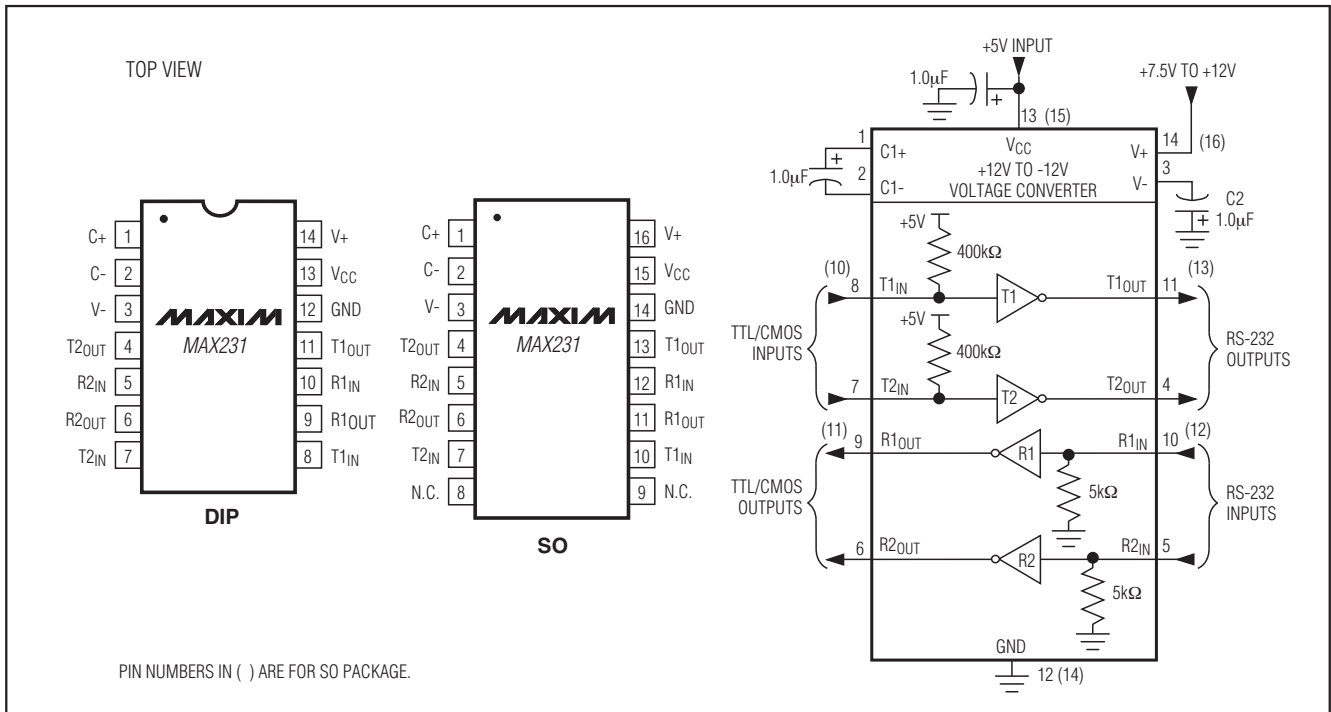 TOP VIEW
C+ 1
C- 2
V- 3
T2OUT 4
R2IN 5
R2OUT 6
T2IN 7
14 V+
13 VCC
12 GND
11 T1OUT
10 R1IN
9 R1OUT
8 T1IN
MAXIM
MAX231
DIP
C+ 1
C- 2
V- 3
T2OUT 4
R2IN 5
R2OUT 6
T2IN 7
N.C. 8
16 V+
15 VCC
14 GND
13 T1OUT
12 R1IN
11 R1OUT
10 T1IN
9 N.C.
MAXIM
MAX231
SO
PIN NUMBERS IN ( ) ARE FOR SO PACKAGE.
+5V INPUT
1.0µF
+
+7.5V TO +12V
13 (15)
1
C1+
VCC
V+
14
(16)
+
1.0µF
2
C1-
+12V TO -12V
VOLTAGE CONVERTER
V-
3
C2
+
1.0µF
+5V
400kΩ
(10)
8
T1IN
T1
T1OUT
11
(13)
+5V
TTL/CMOS
INPUTS
400kΩ
RS-232
OUTPUTS
7
T2IN
T2
T2OUT
4
(11)
9
R1OUT
R1
R1IN
10
(12)
TTL/CMOS
OUTPUTS
5kΩ
RS-232
INPUTS
6
R2OUT
R2
R2IN
5
5kΩ
GND
12 (14)